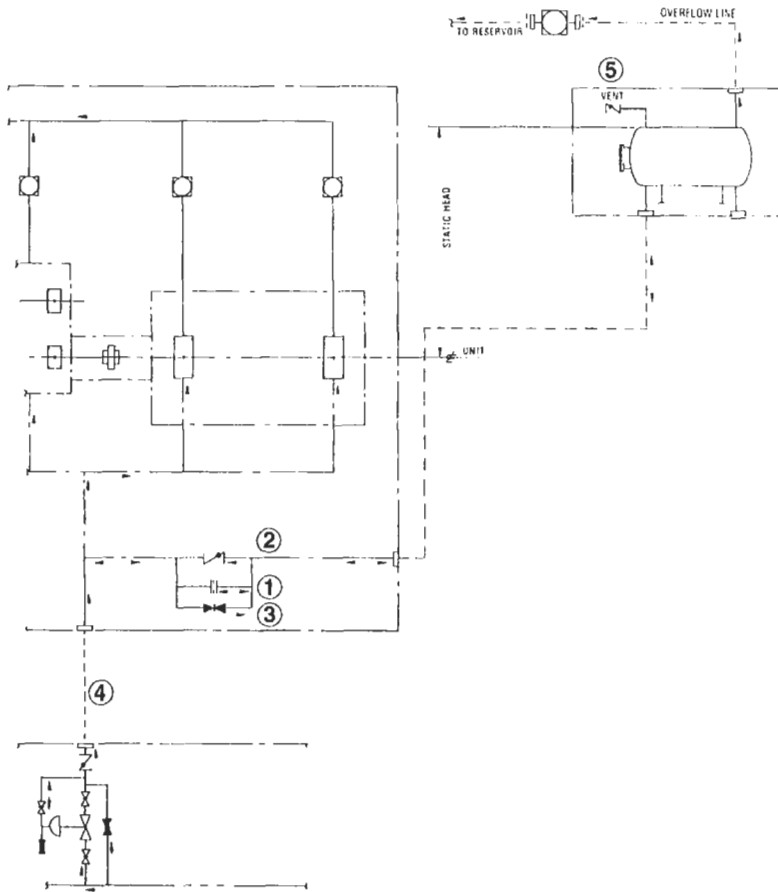 OVERFLOW LINE
TO RESERVOIR
5
VENT
STATIC HEAD
UNIT
2
1
3
4